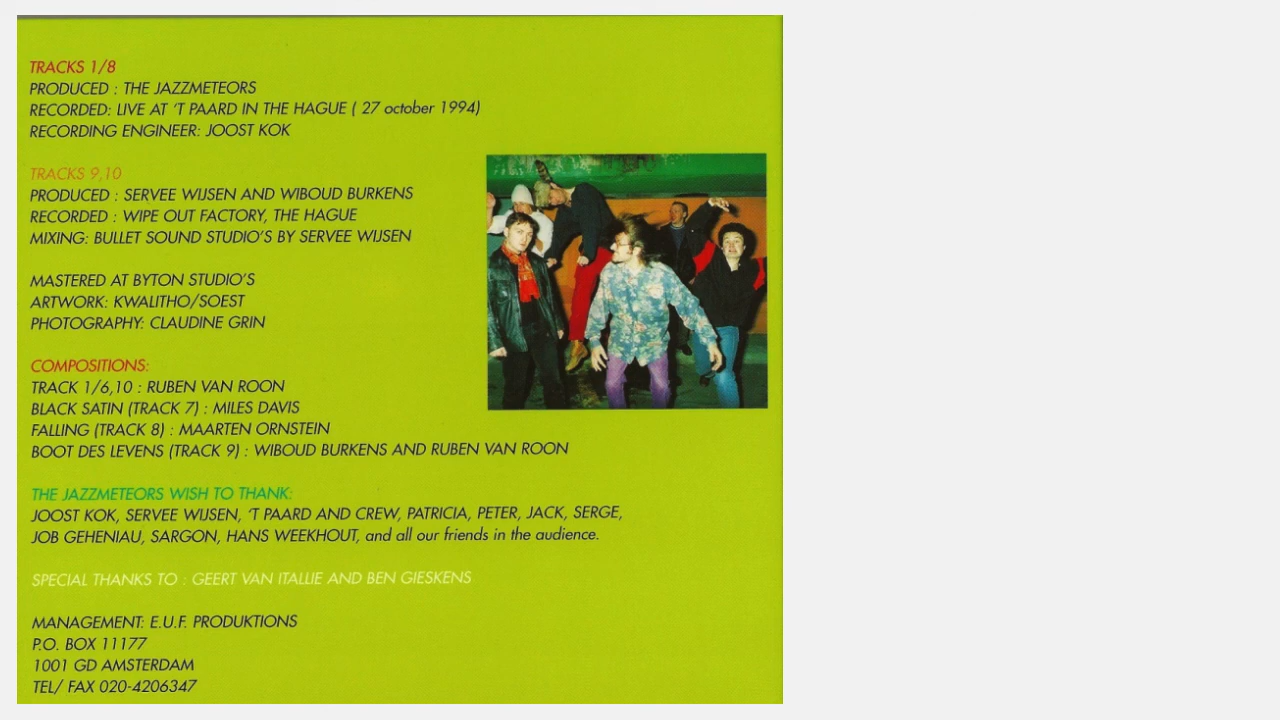 TRACKS 1/8
PRODUCED : THE JAZZMETEORS
RECORDED: LIVE AT 'T PAARD IN THE HAGUE ( 27 october 1994)
RECORDING ENGINEER: JOOST KOK
TRACKS 9,10
PRODUCED : SERVEE WIJSEN AND WIBOUD BURKENS
RECORDED : WIPE OUT FACTORY, THE HAGUE
MIXING: BULLET SOUND STUDIO'S BY SERVEE WIJSEN
MASTERED AT BYTON STUDIO'S
ARTWORK: KWALITHO/SOEST
PHOTOGRAPHY: CLAUDINE GRIN
COMPOSITIONS:
TRACK 1/6,10 : RUBEN VAN ROON
BLACK SATIN (TRACK 7) : MILES DAVIS
FALLING (TRACK 8) : MAARTEN ORNSTEIN
BOOT DES LEVENS (TRACK 9) : WIBOUD BURKENS AND RUBEN VAN ROON
THE JAZZMETEORS WISH TO THANK:
JOOST KOK, SERVEE WIJSEN, 'T PAARD AND CREW, PATRICIA, PETER, JACK, SERGE,
JOB GEHENIAU, SARGON, HANS WEEKHOUT, and all our friends in the audience.
SPECIAL THANKS TO : GEERT VAN ITALLIE AND BEN GIESKENS
MANAGEMENT: E.U.F. PRODUKTIONS
P.O. BOX 11177
1001 GD AMSTERDAM
TEL/ FAX 020-4206347